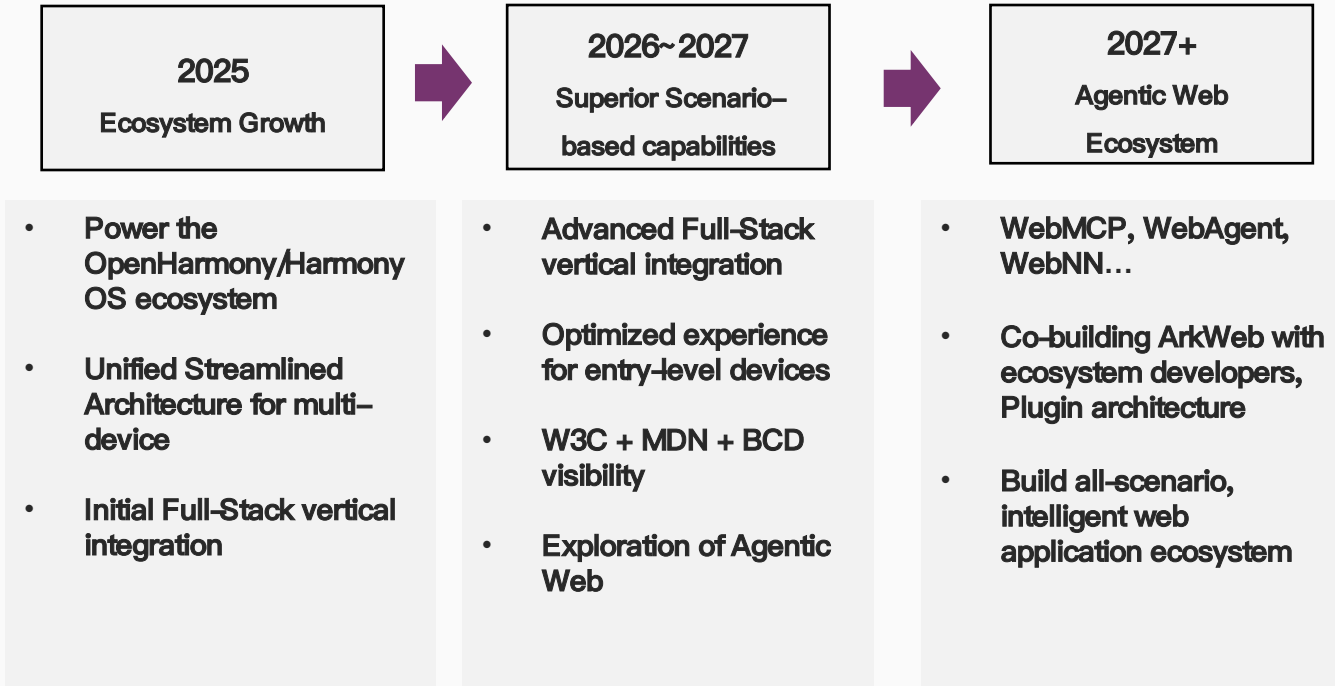 2025
Ecosystem Growth
2026~2027
Superior Scenario–
based capabilities
2027+
Agentic Web
Ecosystem
• Power the
OpenHarmony/Harmony
OS ecosystem
• Unified Streamlined
Architecture for multi–
device
• Initial Full–Stack vertical
integration
• Advanced Full–Stack
vertical integration
• Optimized experience
for entry–level devices
• W3C + MDN + BCD
visibility
• Exploration of Agentic
Web
• WebMCP, WebAgent,
WebNN…
• Co–building ArkWeb with
ecosystem developers,
Plugin architecture
• Build all–scenario,
intelligent web
application ecosystem